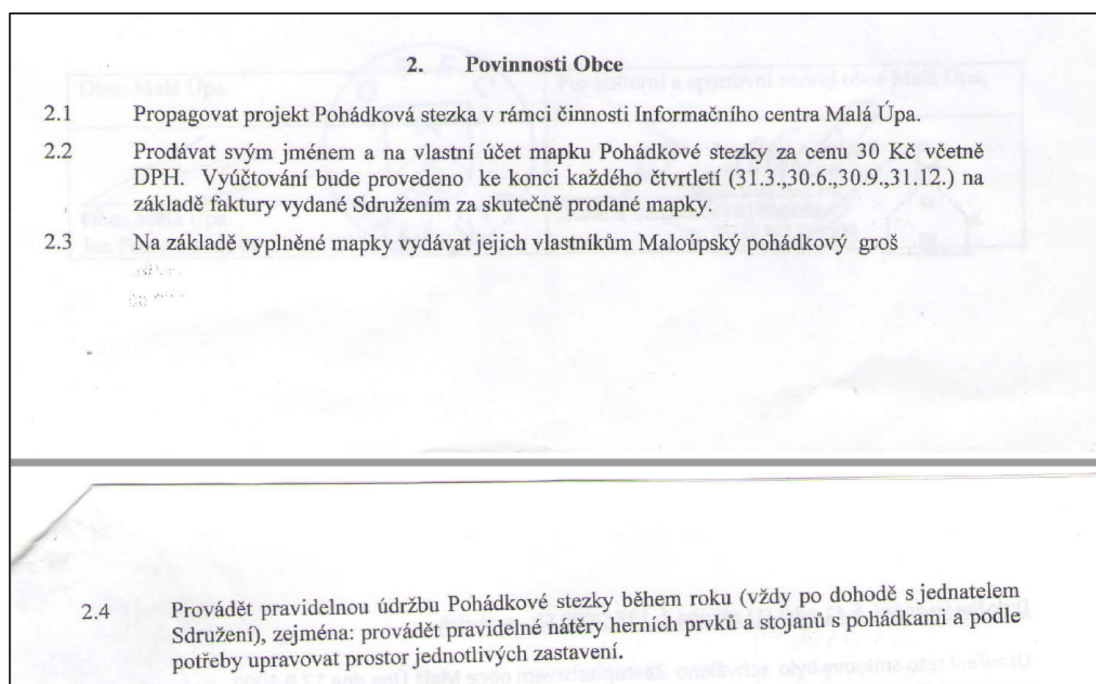 2. Povinnosti Obce
2.1 Propagovat projekt Pohádková stezka v rámci činnosti Informačního centra Malá Úpa.
2.2 Prodávat svým jménem a na vlastní účet mapku Pohádkové stezky za cenu 30 Kč včetně
DPH. Vyúčtování bude provedeno ke konci každého čtvrtletí (31.3.,30.6.,30.9.,31.12.) na
základě faktury vydané Sdružením za skutečně prodané mapky.
2.3 Na základě vyplněné mapky vydávat jejich vlastníkům Maloúpský pohádkový groš
2.4 Provádět pravidelnou údržbu Pohádkové stezky během roku (vždy po dohodě s jednatelem
Sdružení), zejména: provádět pravidelné nátěry herních prvků a stojanů s pohádkami a podle
potřeby upravovat prostor jednotlivých zastavení.